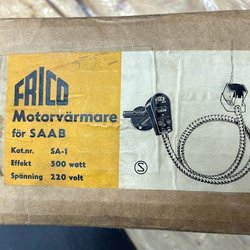 FRICO
Motorvärmare
för SAAB
Kat.nr. SA-1
Effekt 500 watt
Spänning 220 volt
S